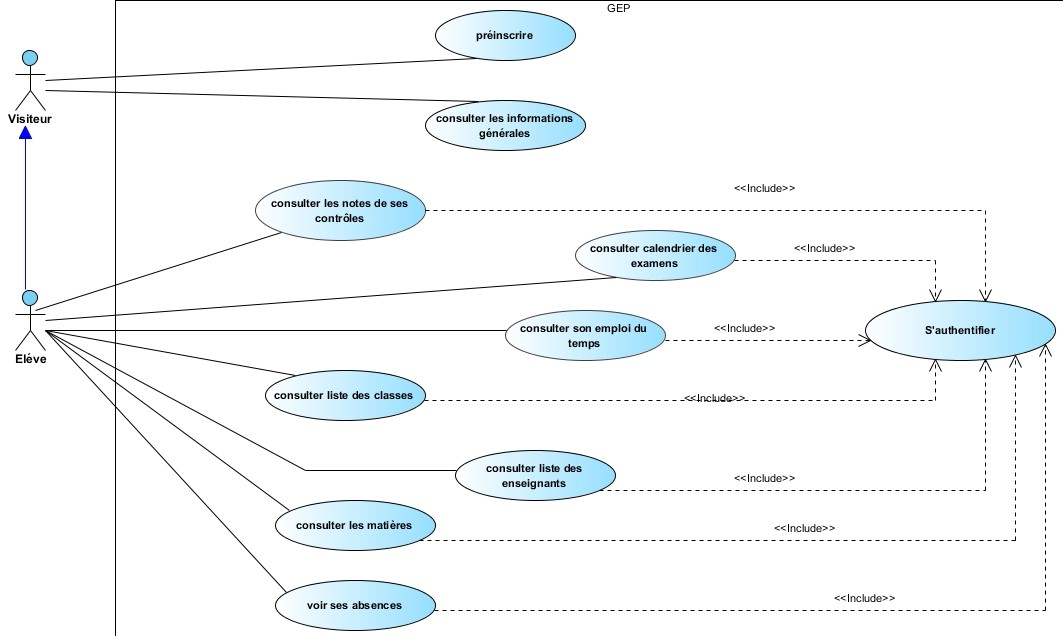 GEP
préinscrire
Visiteur
consulter les informations
générales
<<Include>>
consulter les notes de ses
contrôles
consulter calendrier des
examens
<<Include>>
Eléve
consulter son emploi du
temps
<<Include>>
S'authentifier
consulter liste des classes
<<Include>>
consulter liste des
enseignants
<<Include>>
consulter les matières
<<Include>>
voir ses absences
<<Include>>